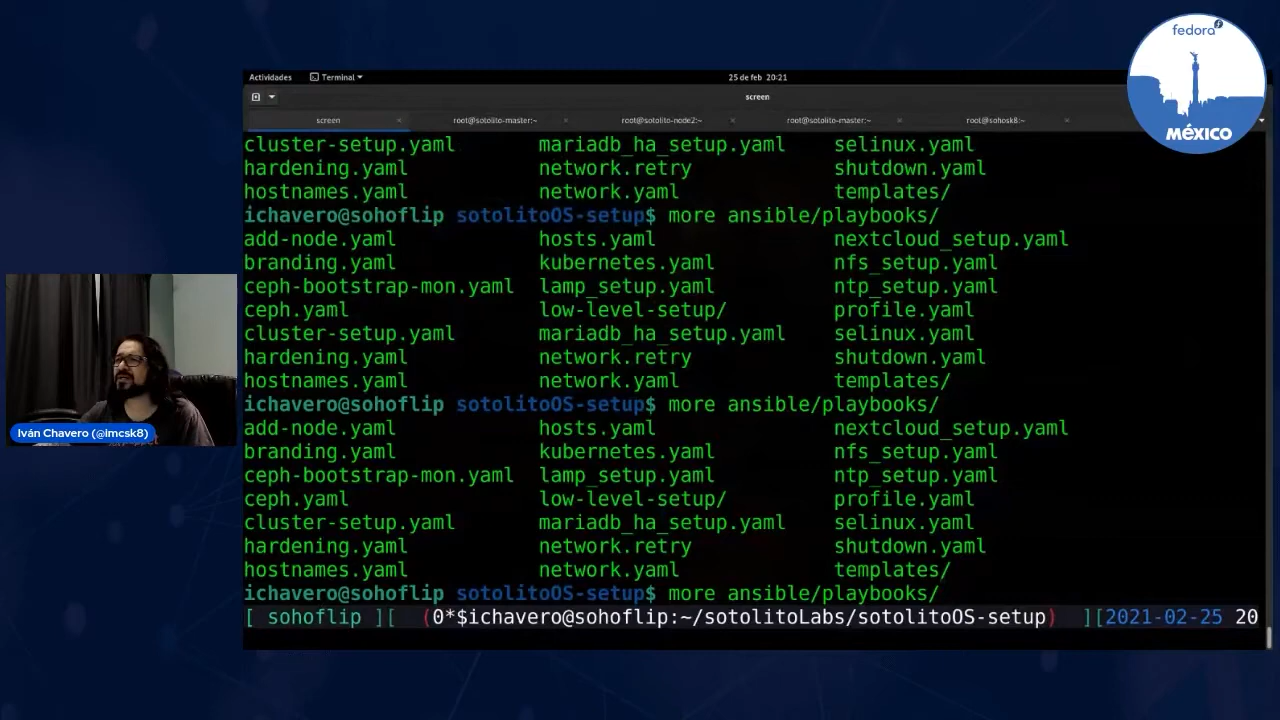 fedora
MÉXICO
Actividades Terminal 25 de feb 20:21
screen
screen root@sotolito-master:~ root@sotolito-node2:~ root@sotolito-master:~ root@sohosk8:~
cluster-setup.yaml mariadb_ha_setup.yaml selinux.yaml
hardening.yaml network.retry shutdown.yaml
hostnames.yaml network.yaml templates/
ichavero@sohoflip sotolitoOS-setup$ more ansible/playbooks/
add-node.yaml hosts.yaml nextcloud_setup.yaml
branding.yaml kubernetes.yaml nfs_setup.yaml
ceph-bootstrap-mon.yaml lamp_setup.yaml ntp_setup.yaml
ceph.yaml low-level-setup/ profile.yaml
cluster-setup.yaml mariadb_ha_setup.yaml selinux.yaml
hardening.yaml network.retry shutdown.yaml
hostnames.yaml network.yaml templates/
ichavero@sohoflip sotolitoOS-setup$ more ansible/playbooks/
add-node.yaml hosts.yaml nextcloud_setup.yaml
branding.yaml kubernetes.yaml nfs_setup.yaml
ceph-bootstrap-mon.yaml lamp_setup.yaml ntp_setup.yaml
ceph.yaml low-level-setup/ profile.yaml
cluster-setup.yaml mariadb_ha_setup.yaml selinux.yaml
hardening.yaml network.retry shutdown.yaml
hostnames.yaml network.yaml templates/
ichavero@sohoflip sotolitoOS-setup$ more ansible/playbooks/
[ sohoflip ][ (0*$ichavero@sohoflip:~/sotolitoLabs/sotolitoOS-setup) ][2021-02-25 20
Iván Chavero (@imcsk8)